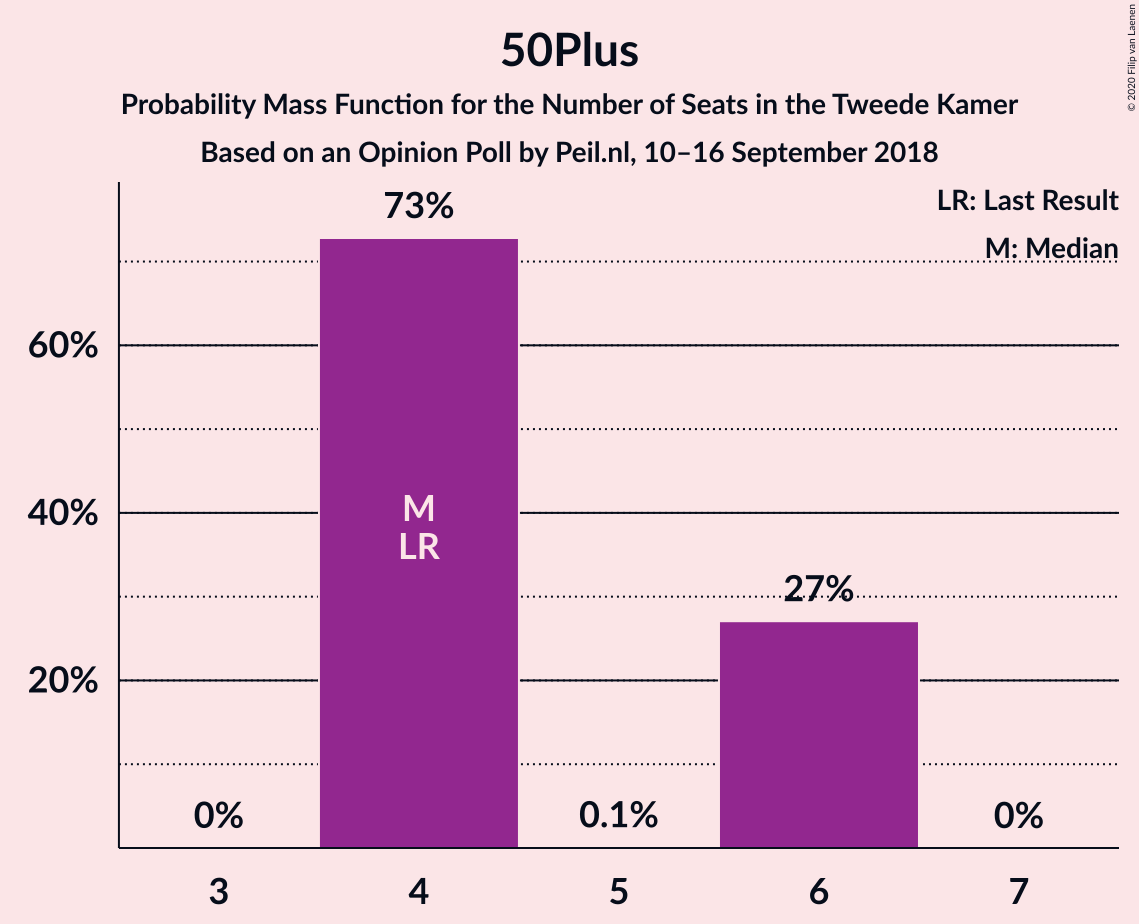 50Plus
Probability Mass Function for the Number of Seats in the Tweede Kamer
Based on an Opinion Poll by Peil.nl, 10–16 September 2018
© 2020 Filip van Laenen
LR: Last Result
M: Median
73%
60%
40%
20%
M
LR
27%
0%
0.1%
0%
3
4
5
6
7